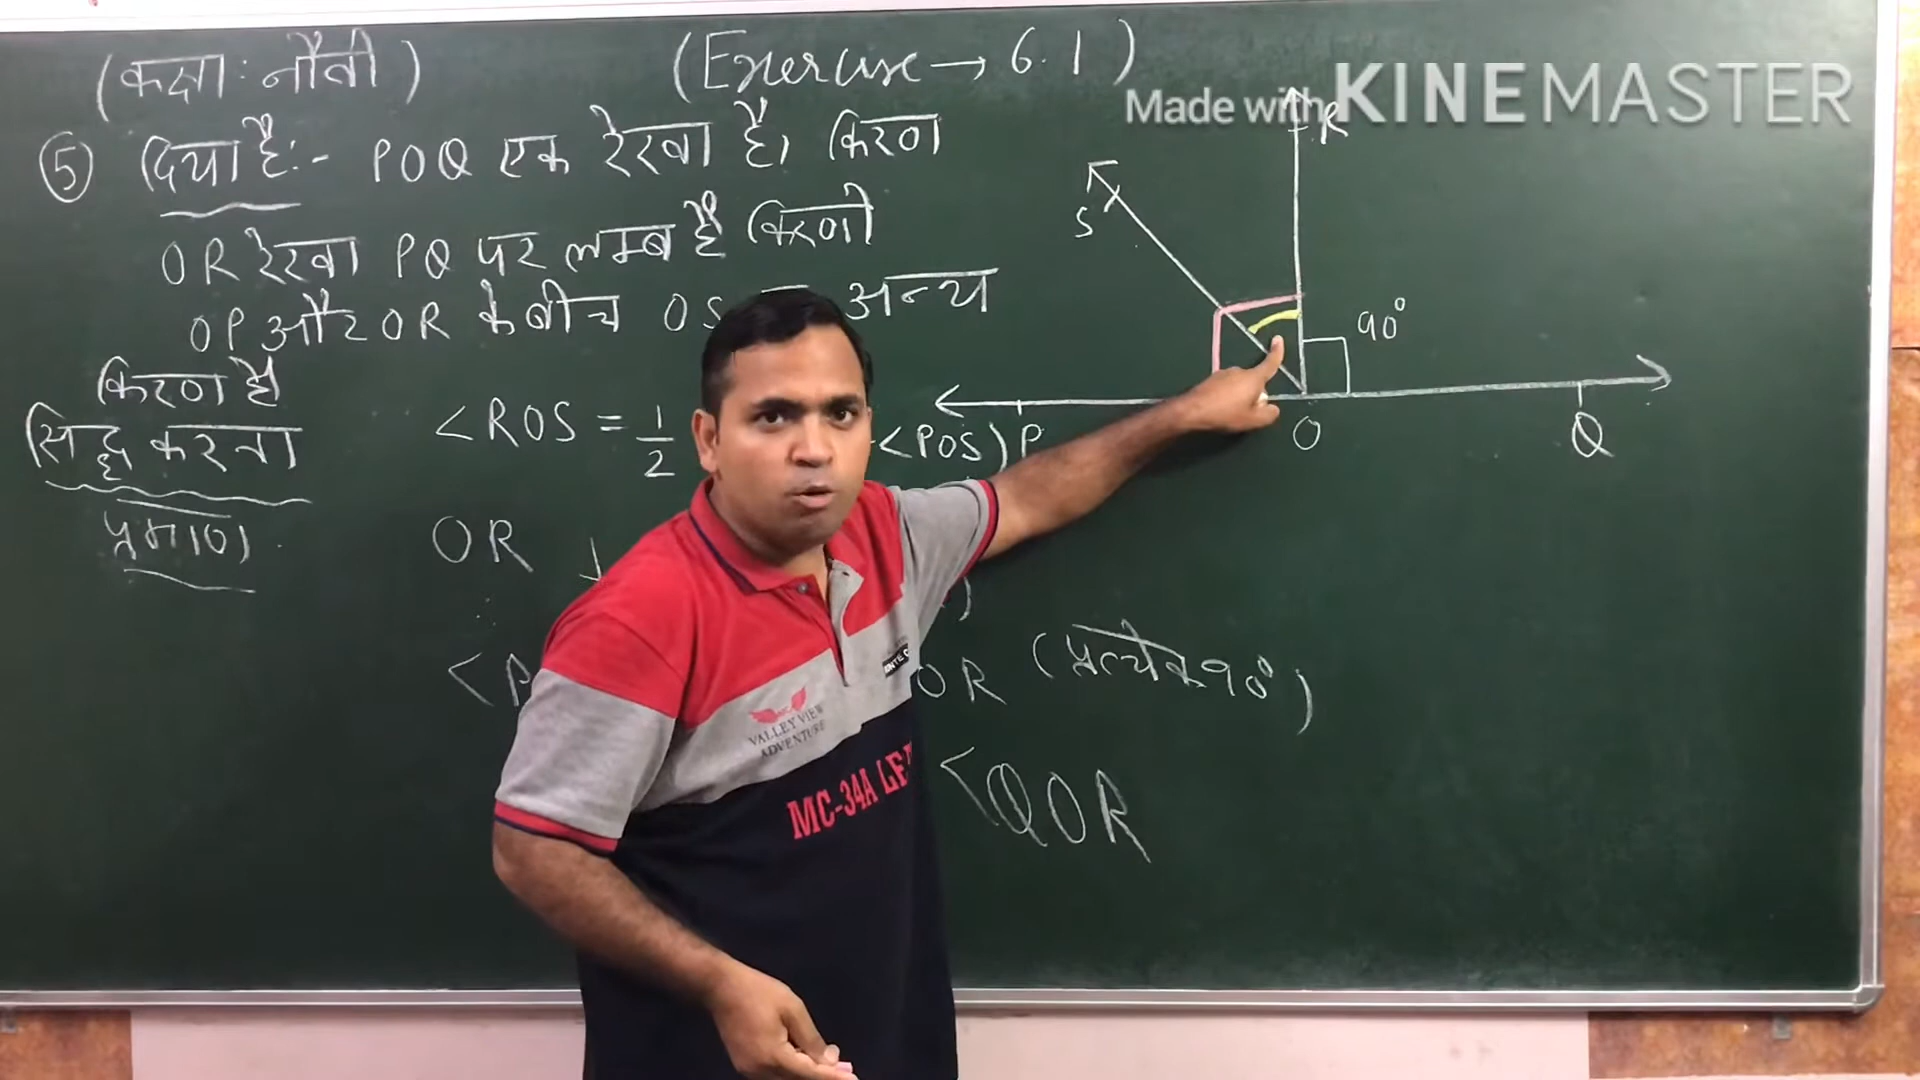 (कक्षा: नौवी)
(Exercise → 6.1)
Made with KINEMASTER
⑤ दिया है:- POQ एक रेखा है, किरण
OR रेखा PQ पर लम्ब है किरणो
OP और OR के बीच OS अन्य
किरण है।
सिद्ध करना
<ROS = 1/2
<POS)
प्रमाण
OR
OR (प्रत्येक 90°)
<QOR
R
S
90°
P
O
Q
VALLEY VIEW
ADVENTURE
MC-34A